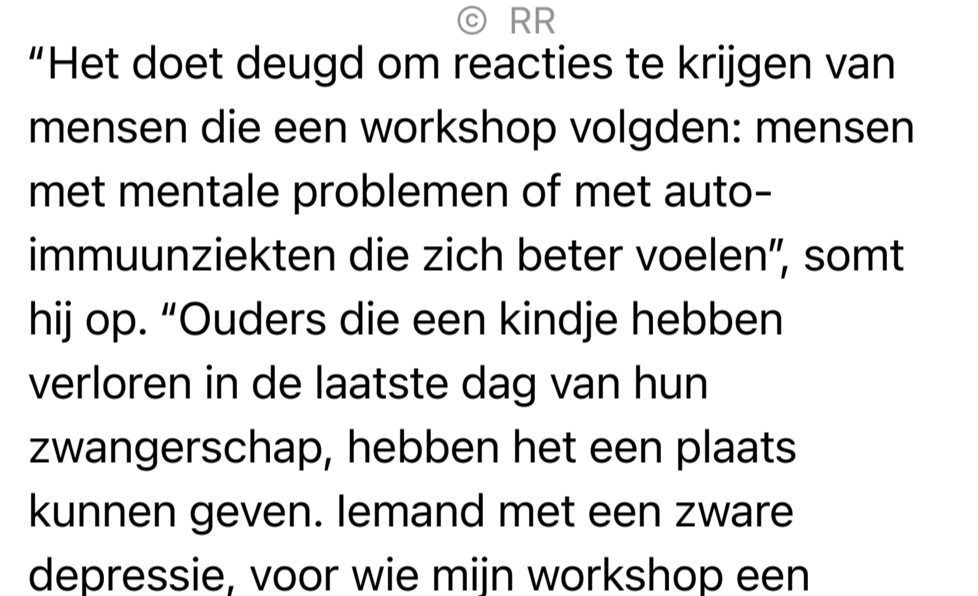 © RR
“Het doet deugd om reacties te krijgen van
mensen die een workshop volgden: mensen
met mentale problemen of met auto-
immuunziekten die zich beter voelen”, somt
hij op. “Ouders die een kindje hebben
verloren in de laatste dag van hun
zwangerschap, hebben het een plaats
kunnen geven. Iemand met een zware
depressie, voor wie mijn workshop een